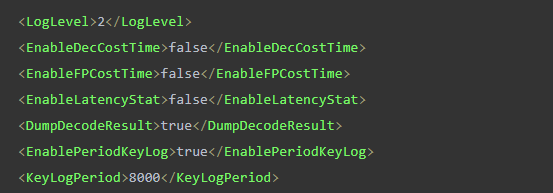 <LogLevel>2</LogLevel>
<EnableDecCostTime>false</EnableDecCostTime>
<EnableFPCostTime>false</EnableFPCostTime>
<EnableLatencyStat>false</EnableLatencyStat>
<DumpDecodeResult>true</DumpDecodeResult>
<EnablePeriodKeyLog>true</EnablePeriodKeyLog>
<KeyLogPeriod>8000</KeyLogPeriod>